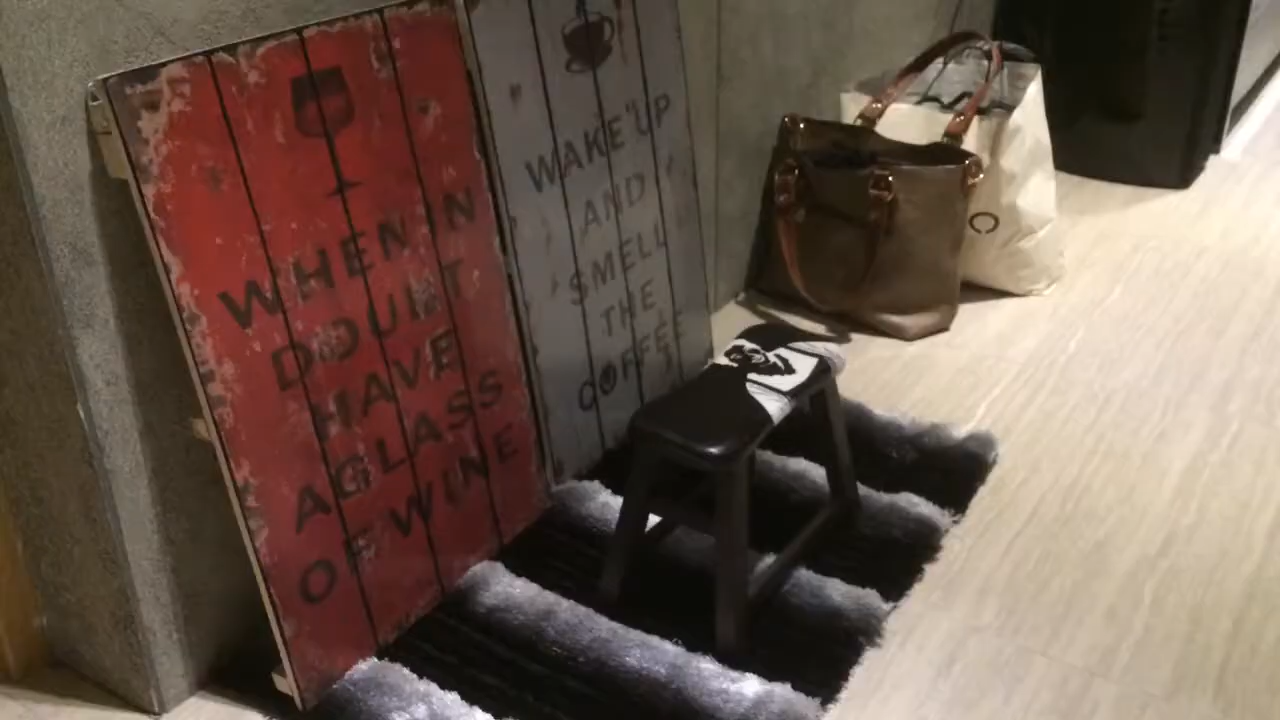 WHEN IN
DOUBT
HAVE
A GLASS
OF WINE
WAKE UP
AND
SMELL
THE
COFFEE